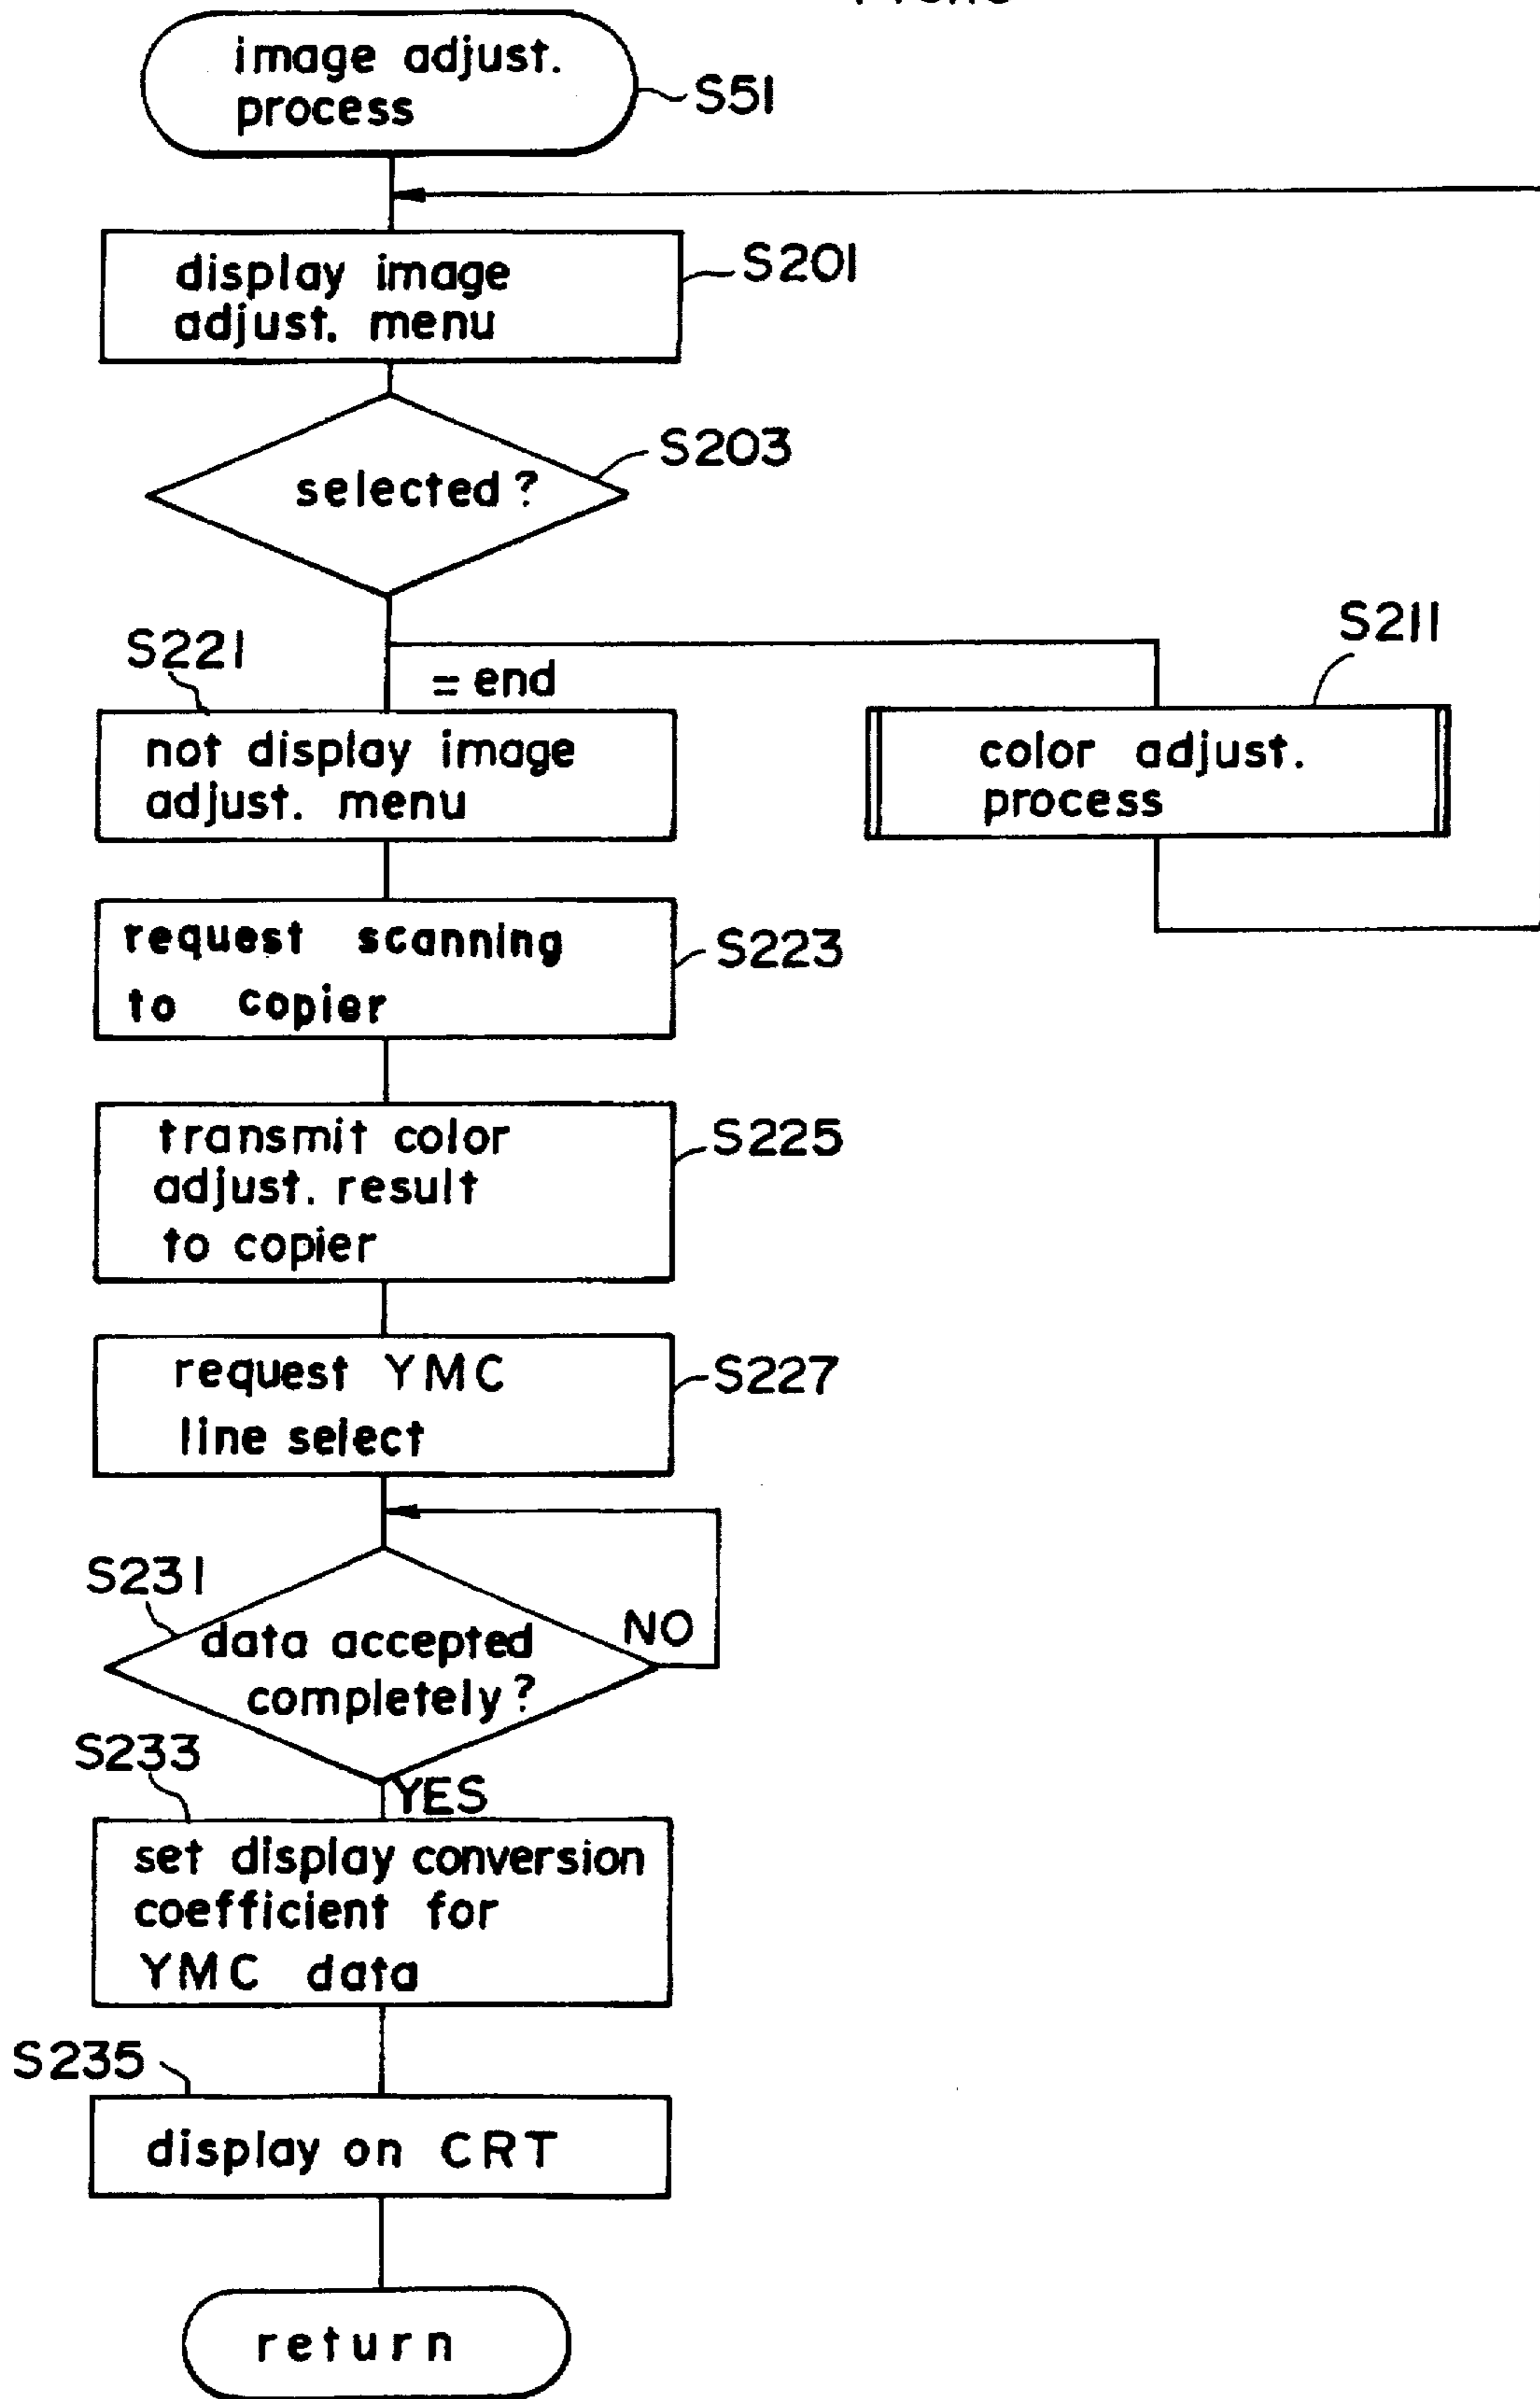 image adjust.
process
S51
display image
adjust. menu
S201
selected?
S203
S221
= end
S211
not display image
adjust. menu
color adjust.
process
request scanning
to copier
S223
transmit color
adjust. result
to copier
S225
request YMC
line select
S227
S231
data accepted
completely?
NO
S233
YES
set display conversion
coefficient for
YMC data
S235
display on CRT
return